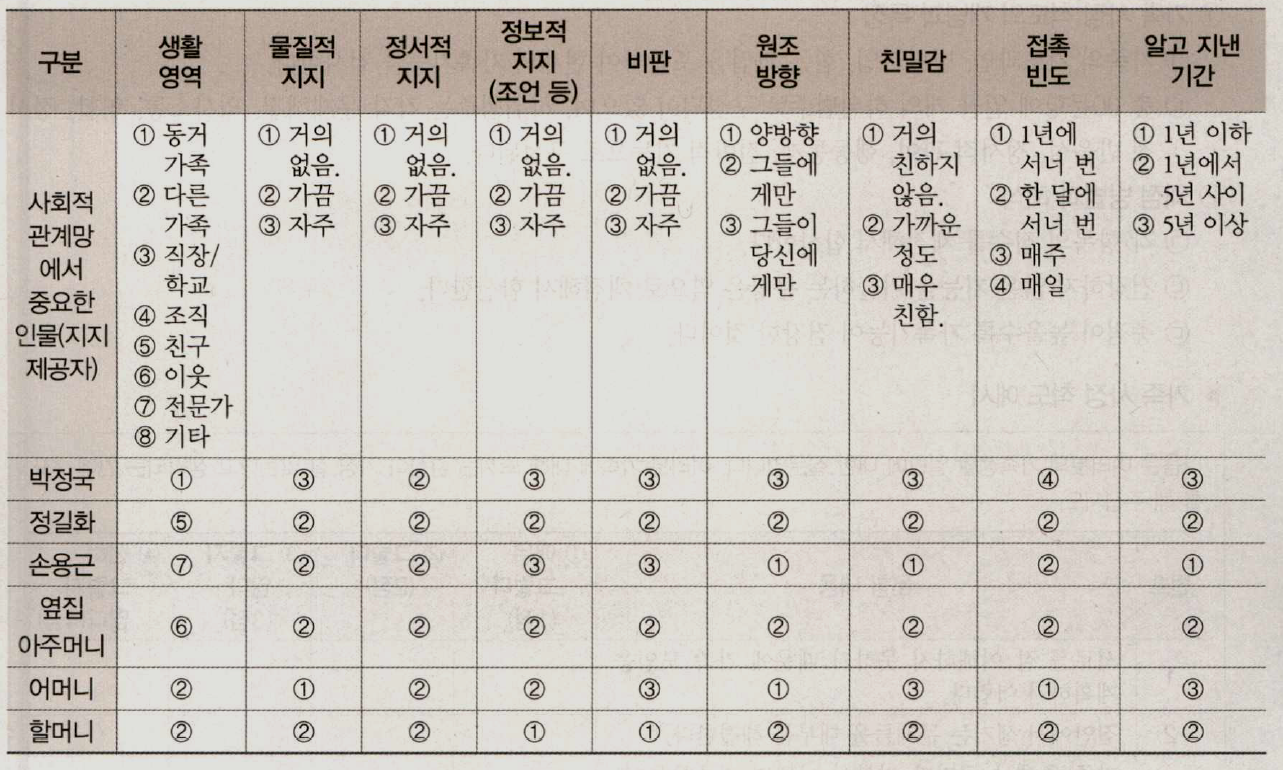 구분 생활 영역 물질적 지지 정서적 지지 정보적 지지 (조언 등) 비판 원조 방향 친밀감 접촉 빈도 알고 지낸 기간
사회적 관계망 에서 중요한 인물(지지 제공자)
① 동거 가족
② 다른 가족
③ 직장/학교
④ 조직
⑤ 친구
⑥ 이웃
⑦ 전문가
⑧ 기타
① 거의 없음.
② 가끔
③ 자주
① 거의 없음.
② 가끔
③ 자주
① 거의 없음.
② 가끔
③ 자주
① 거의 없음.
② 가끔
③ 자주
① 양방향
② 그들에게만
③ 그들이 당신에게만
① 거의 친하지 않음.
② 가까운 정도
③ 매우 친함.
① 1년에 서너 번
② 한 달에 서너 번
③ 매주
④ 매일
① 1년 이하
② 1년에서 5년 사이
③ 5년 이상
박정국 ① ③ ② ③ ③ ③ ③ ④ ③
정길화 ⑤ ② ② ② ② ② ② ② ②
손용근 ⑦ ② ② ③ ③ ① ① ② ①
옆집 아주머니 ⑥ ② ② ② ② ② ② ② ②
어머니 ② ① ② ② ③ ① ③ ① ③
할머니 ② ② ② ① ① ② ② ② ②